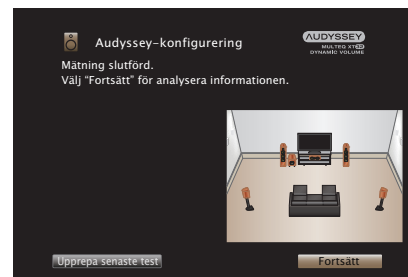 Audyssey-konfigurering
AUDYSSEY
MULTEQ XT32
DYNAMIC VOLUME
Mätning slutförd.
Välj "Fortsätt" för analysera informationen.
Upprepa senaste test
Fortsätt